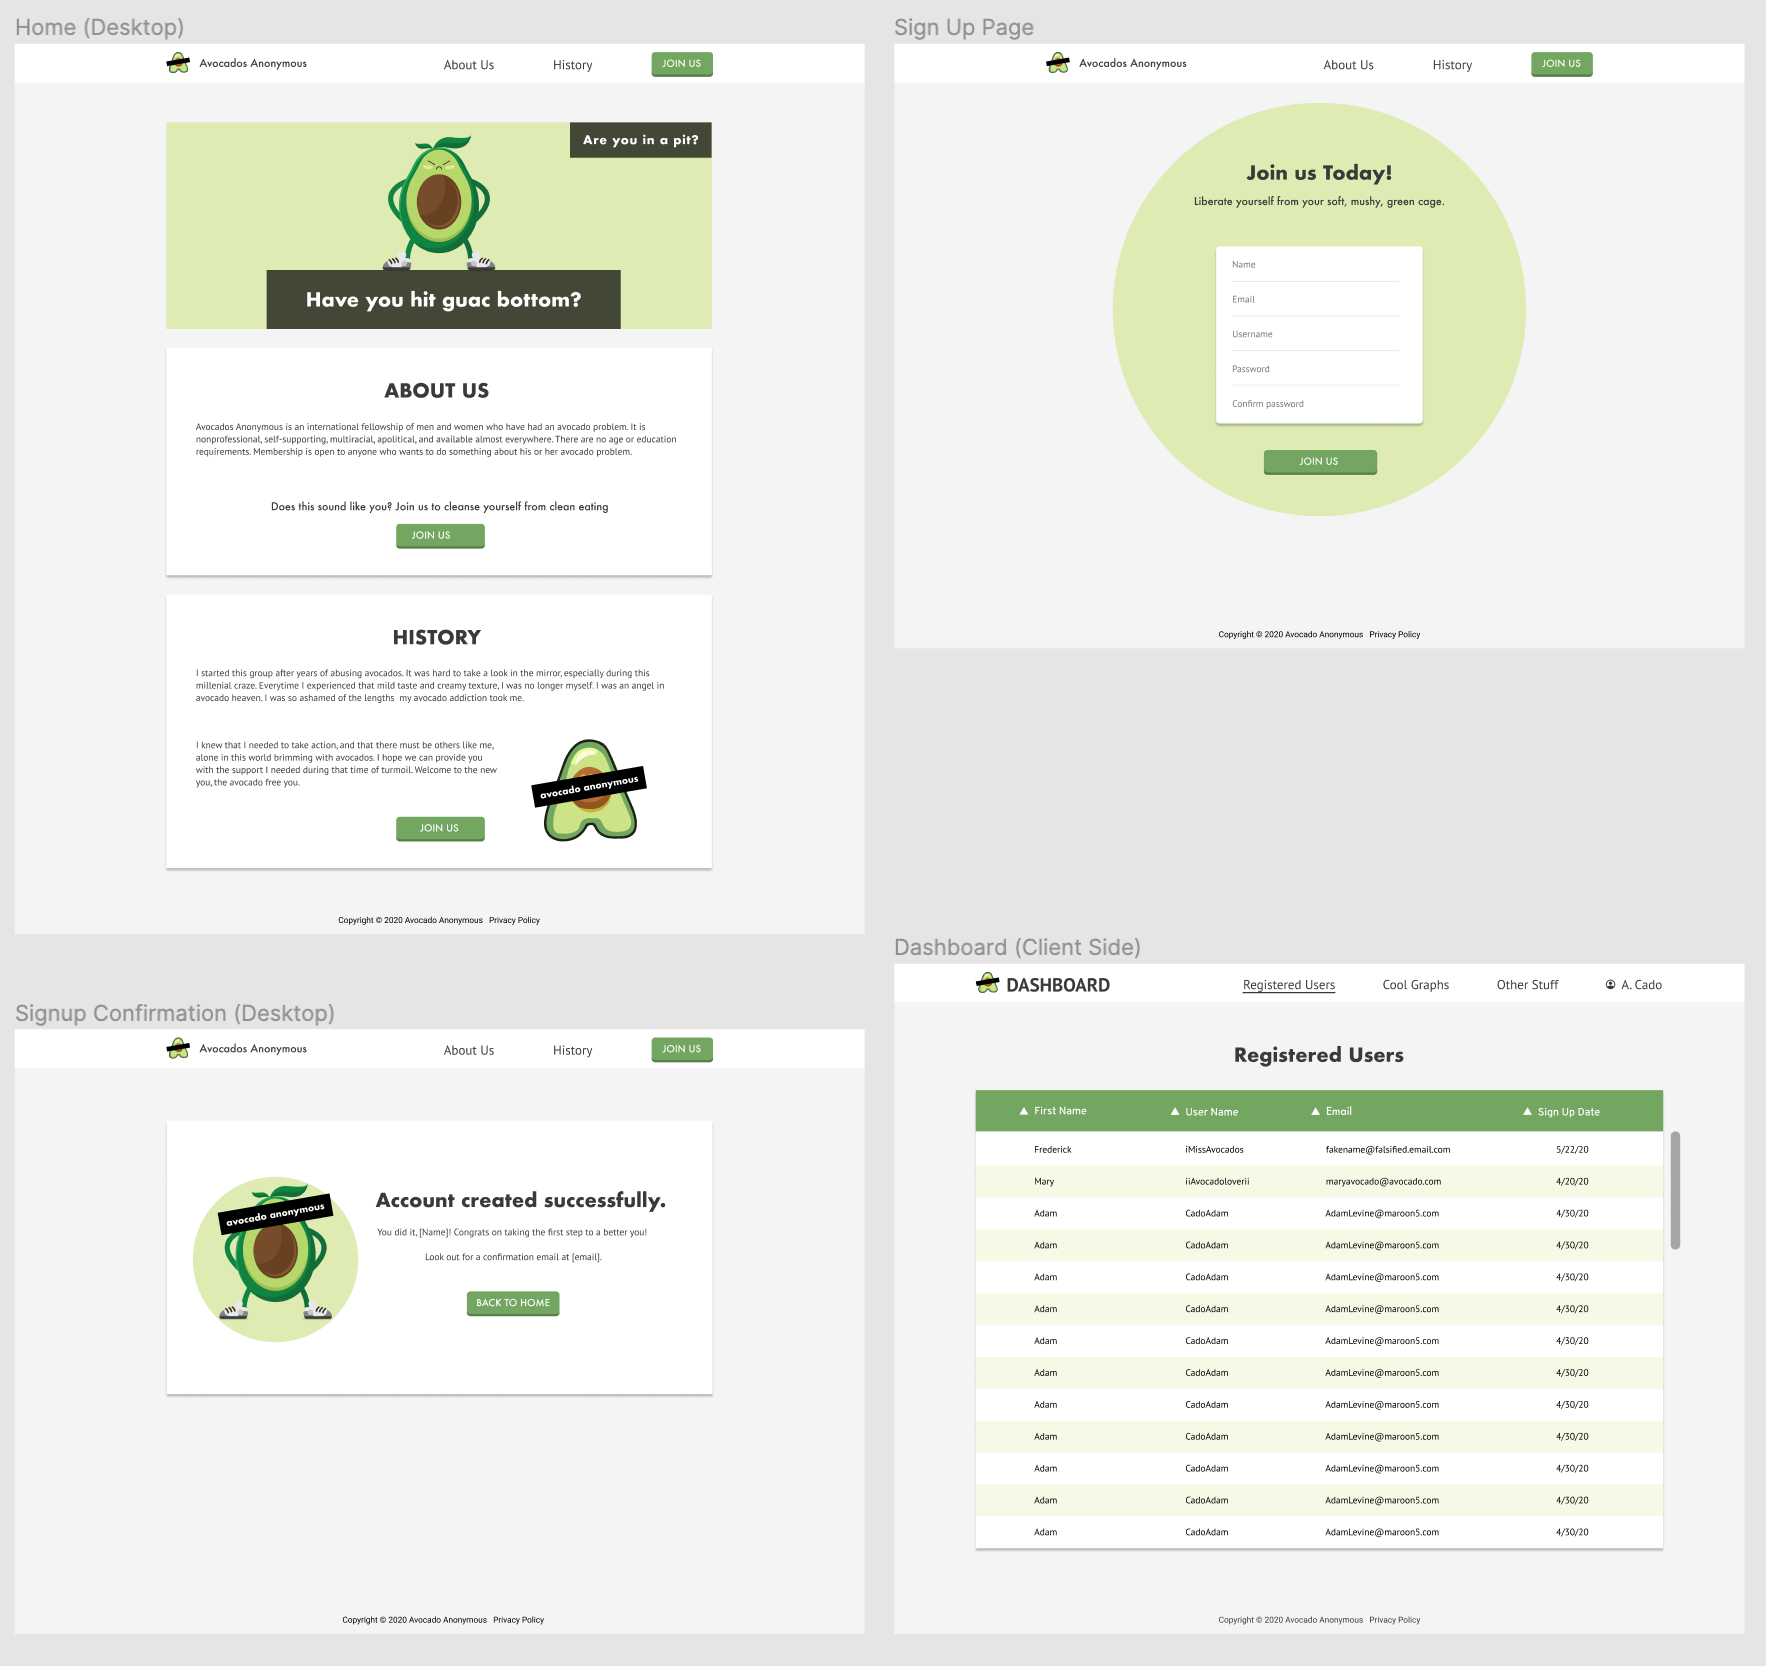 Home (Desktop)
Avocados Anonymous
About Us
History
JOIN US
Are you in a pit?
Have you hit guac bottom?
ABOUT US
Avocados Anonymous is an international fellowship of men and women who have had an avocado problem. It is
nonprofessional, self-supporting, multiracial, apolitical, and available almost everywhere. There are no age or education
requirements. Membership is open to anyone who wants to do something about his or her avocado problem.
Does this sound like you? Join us to cleanse yourself from clean eating
JOIN US
HISTORY
I started this group after years of abusing avocados. It was hard to take a look in the mirror, especially during this
millenial craze. Everytime I experienced that mild taste and creamy texture, I was no longer myself. I was an angel in
avocado heaven. I was so ashamed of the lengths  my avocado addiction took me.
I knew that I needed to take action, and that there must be others like me,
alone in this world brimming with avocados. I hope we can provide you
with the support I needed during that time of turmoil. Welcome to the new
you, the avocado free you.
avocado anonymous
JOIN US
Copyright © 2020 Avocado Anonymous Privacy Policy
Sign Up Page
Avocados Anonymous
About Us
History
JOIN US
Join us Today!
Liberate yourself from your soft, mushy, green cage.
Name
Email
Username
Password
Confirm password
JOIN US
Copyright © 2020 Avocado Anonymous Privacy Policy
Signup Confirmation (Desktop)
Avocados Anonymous
About Us
History
JOIN US
avocado anonymous
Account created successfully.
You did it, [Name]! Congrats on taking the first step to a better you!
Look out for a confirmation email at [email].
BACK TO HOME
Copyright © 2020 Avocado Anonymous Privacy Policy
Dashboard (Client Side)
DASHBOARD
Registered Users
Cool Graphs
Other Stuff
A. Cado
Registered Users
▲ First Name ▲ User Name ▲ Email ▲ Sign Up Date
Frederick iMissAvocados fakename@falsified.email.com 5/22/20
Mary iiAvocadoloverii maryavocado@avocado.com 4/20/20
Adam CadoAdam AdamLevine@maroon5.com 4/30/20
Adam CadoAdam AdamLevine@maroon5.com 4/30/20
Adam CadoAdam AdamLevine@maroon5.com 4/30/20
Adam CadoAdam AdamLevine@maroon5.com 4/30/20
Adam CadoAdam AdamLevine@maroon5.com 4/30/20
Adam CadoAdam AdamLevine@maroon5.com 4/30/20
Adam CadoAdam AdamLevine@maroon5.com 4/30/20
Adam CadoAdam AdamLevine@maroon5.com 4/30/20
Adam CadoAdam AdamLevine@maroon5.com 4/30/20
Adam CadoAdam AdamLevine@maroon5.com 4/30/20
Adam CadoAdam AdamLevine@maroon5.com 4/30/20
Copyright © 2020 Avocado Anonymous Privacy Policy